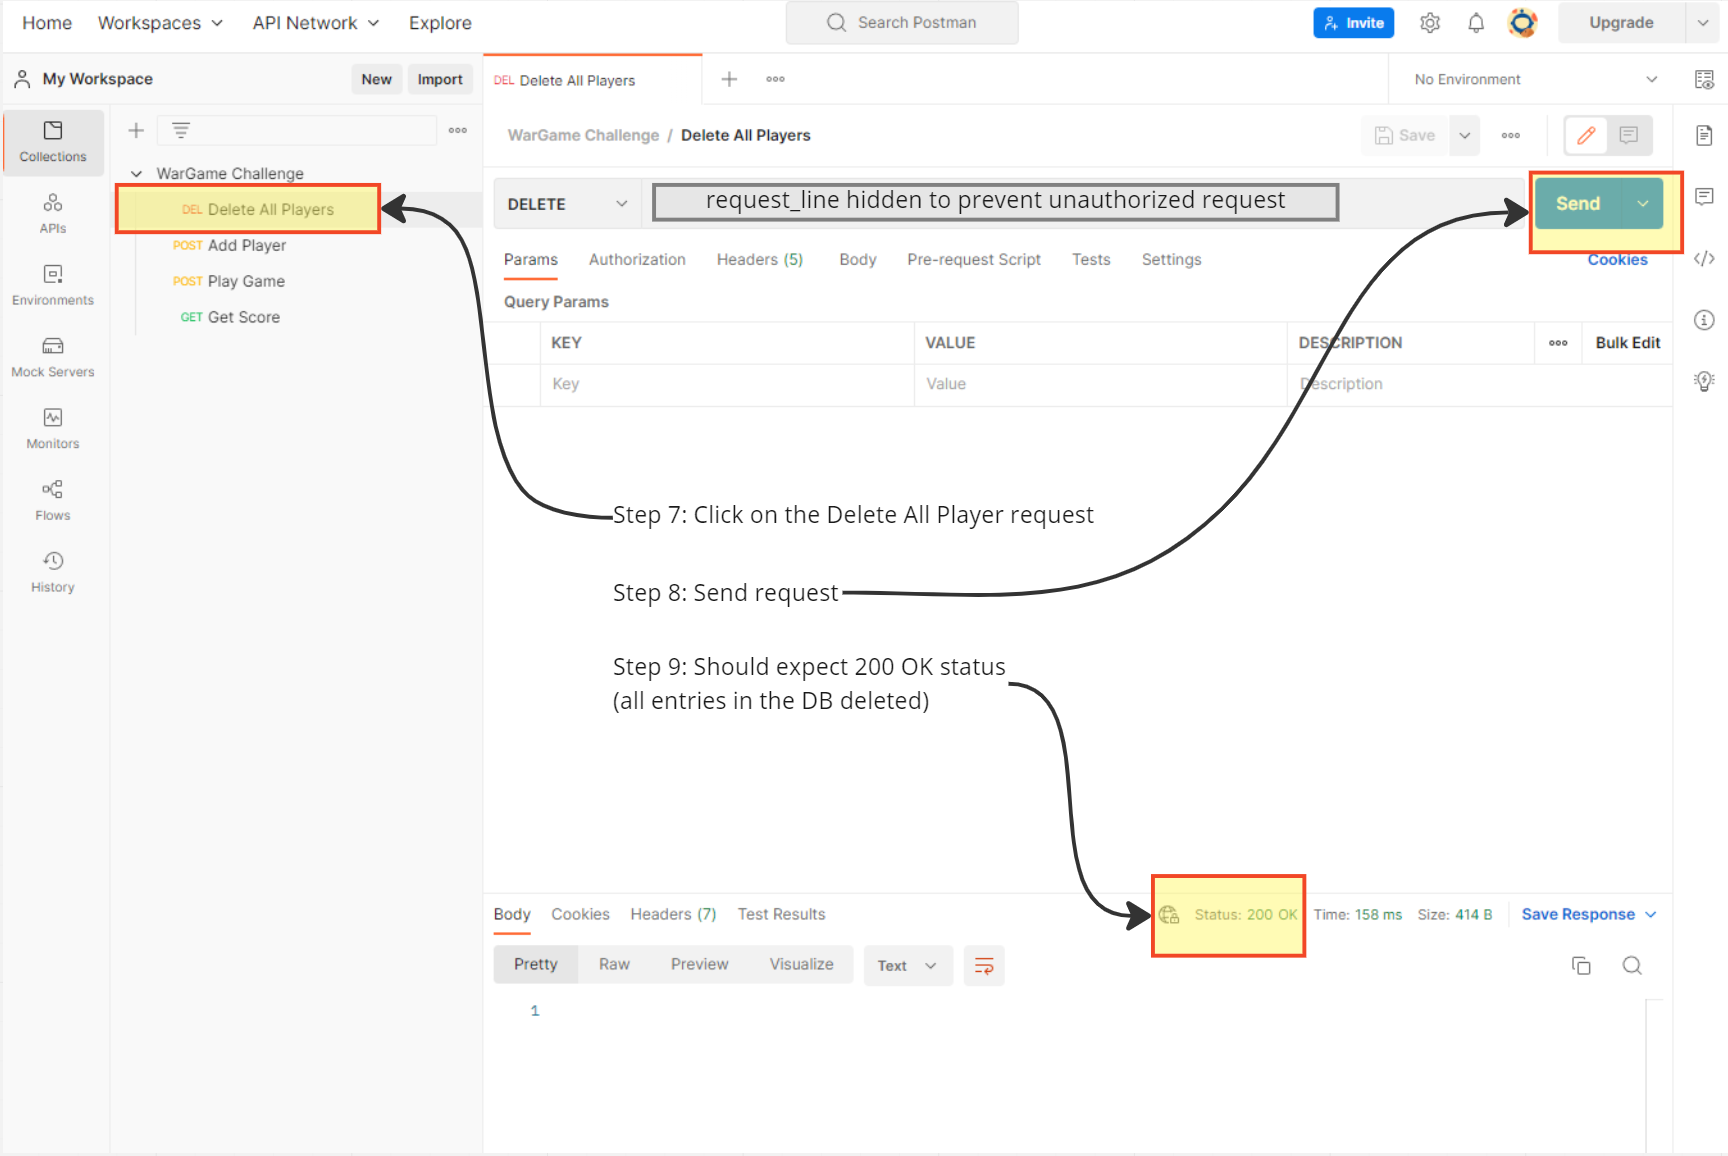 Home Workspaces API Network Explore Search Postman Invite Upgrade
My Workspace New Import DEL Delete All Players No Environment
Collections
APIs
Environments
Mock Servers
Monitors
Flows
History
WarGame Challenge
DEL Delete All Players
POST Add Player
POST Play Game
GET Get Score
WarGame Challenge / Delete All Players Save
DELETE request_line hidden to prevent unauthorized request Send
Params Authorization Headers (5) Body Pre-request Script Tests Settings Cookies
Query Params
KEY VALUE DESCRIPTION Bulk Edit
Key Value Description
Step 7: Click on the Delete All Player request
Step 8: Send request
Step 9: Should expect 200 OK status
(all entries in the DB deleted)
Body Cookies Headers (7) Test Results Status: 200 OK Time: 158 ms Size: 414 B Save Response
Pretty Raw Preview Visualize Text
1